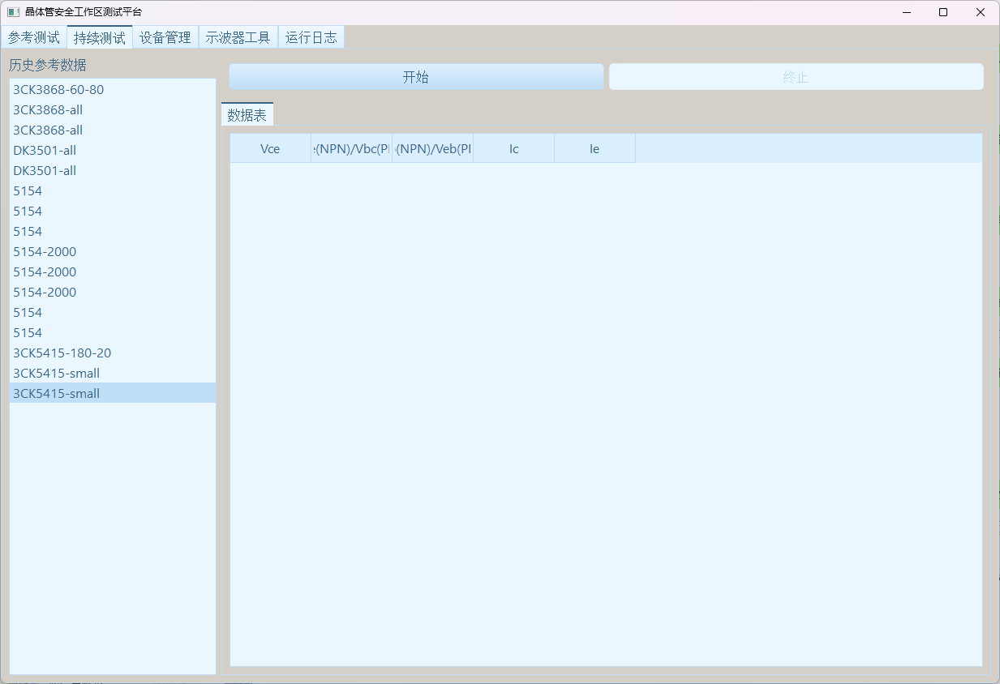 晶体管安全工作区测试平台
参考测试 持续测试 设备管理 示波器工具 运行日志
历史参考数据
3CK3868-60-80
3CK3868-all
3CK3868-all
DK3501-all
DK3501-all
5154
5154
5154
5154-2000
5154-2000
5154-2000
5154
5154
3CK5415-180-20
3CK5415-small
3CK5415-small
开始 终止
数据表
Vce (NPN)/Vbc(P (NPN)/Veb(P Ic Ie